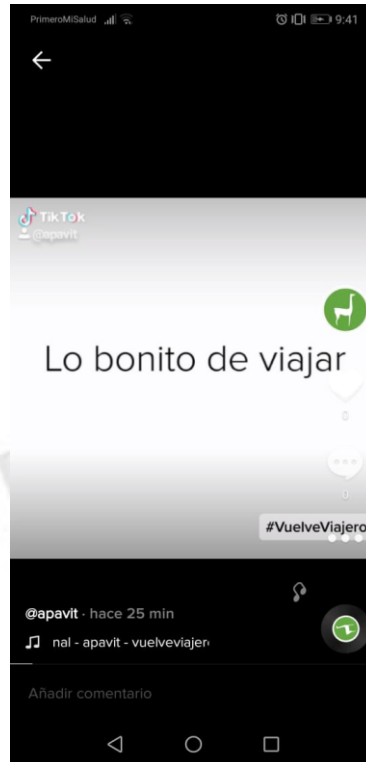 PrimeroMiSalud 9:41
TikTok
@apavit
Lo bonito de viajar
0
0
#VuelveViajero
@apavit · hace 25 min
nal - apavit - vuelveviajer
Añadir comentario